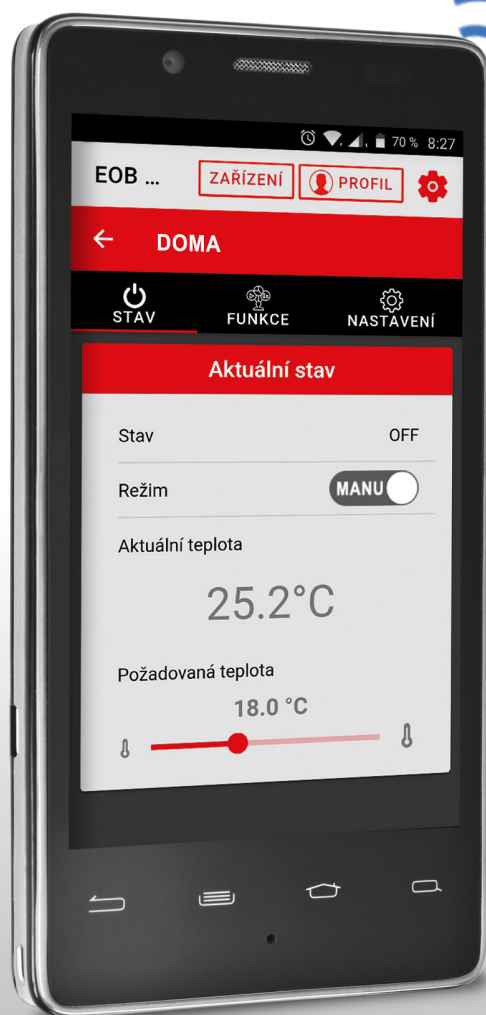 70 % 8:27
EOB ...
ZAŘÍZENÍ
PROFIL
DOMA
STAV
FUNKCE
NASTAVENÍ
Aktuální stav
Stav OFF
Režim MANU
Aktuální teplota
25.2°C
Požadovaná teplota
18.0 °C